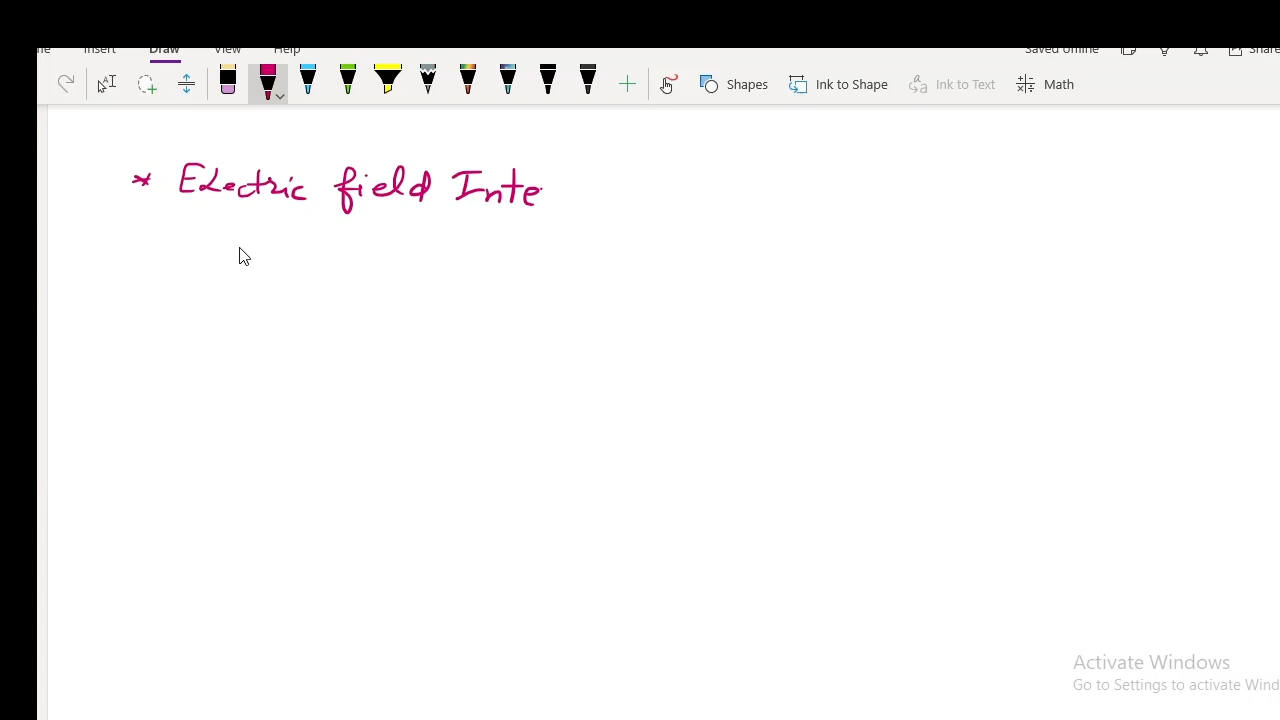 Insert Draw View Help Saved offline Share
Shapes Ink to Shape Ink to Text Math
* Electric field Inte
Activate Windows
Go to Settings to activate Wind